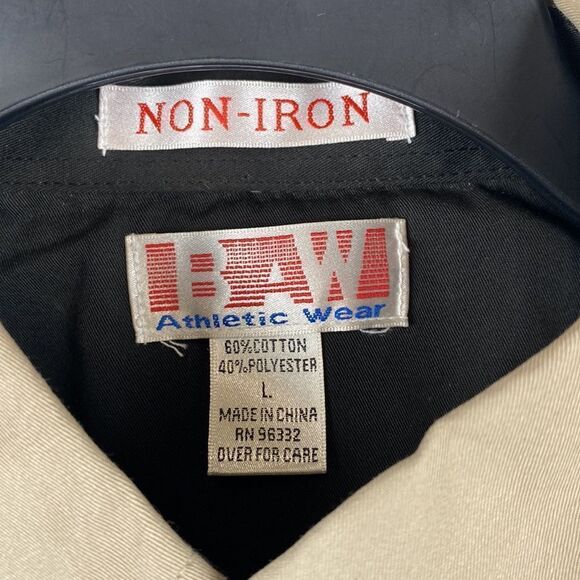 NON-IRON
BAW
Athletic Wear
60%COTTON
40%POLYESTER
L.
MADE IN CHINA
RN 96332
OVER FOR CARE